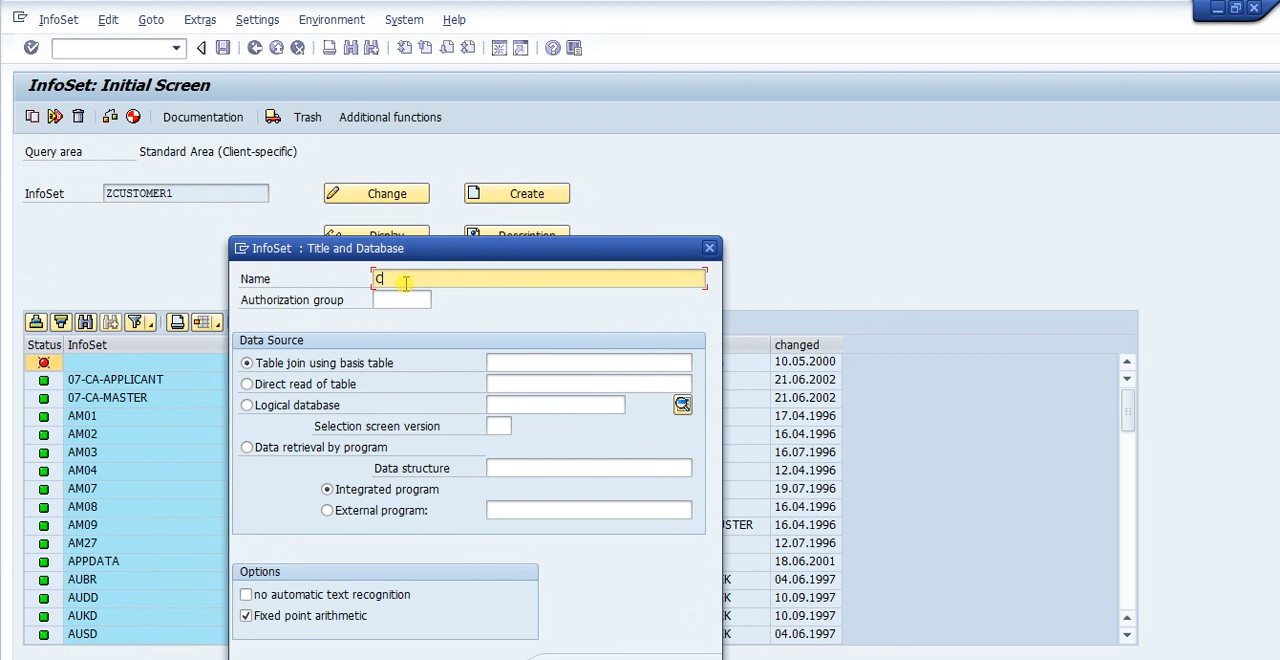 InfoSet Edit Goto Extras Settings Environment System Help
InfoSet: Initial Screen
Documentation Trash Additional functions
Query area Standard Area (Client-specific)
InfoSet ZCUSTOMER1 Change Create
Display Description
InfoSet : Title and Database
Name C
Authorization group
Data Source
Table join using basis table
Direct read of table
Logical database
Selection screen version
Data retrieval by program
Data structure
Integrated program
External program:
Options
no automatic text recognition
Fixed point arithmetic
Status InfoSet changed
10.05.2000
07-CA-APPLICANT 21.06.2002
07-CA-MASTER 21.06.2002
AM01 17.04.1996
AM02 16.04.1996
AM03 16.07.1996
AM04 12.04.1996
AM07 19.07.1996
AM08 16.04.1996
AM09 USTER 16.04.1996
AM27 12.07.1996
APPDATA 18.06.2001
AUBR K 04.06.1997
AUDD K 10.09.1997
AUKD K 10.09.1997
AUSD K 04.06.1997